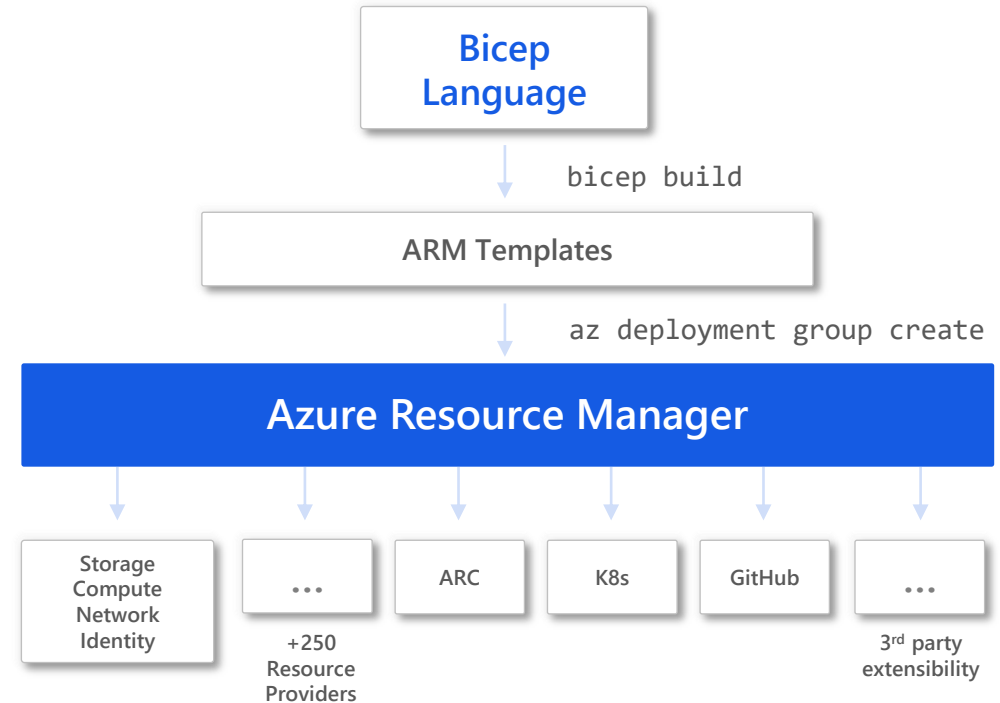 Bicep
Language
bicep build
ARM Templates
az deployment group create
Azure Resource Manager
Storage
Compute
Network
Identity
...
ARC
K8s
GitHub
...
+250
Resource
Providers
3rd party
extensibility